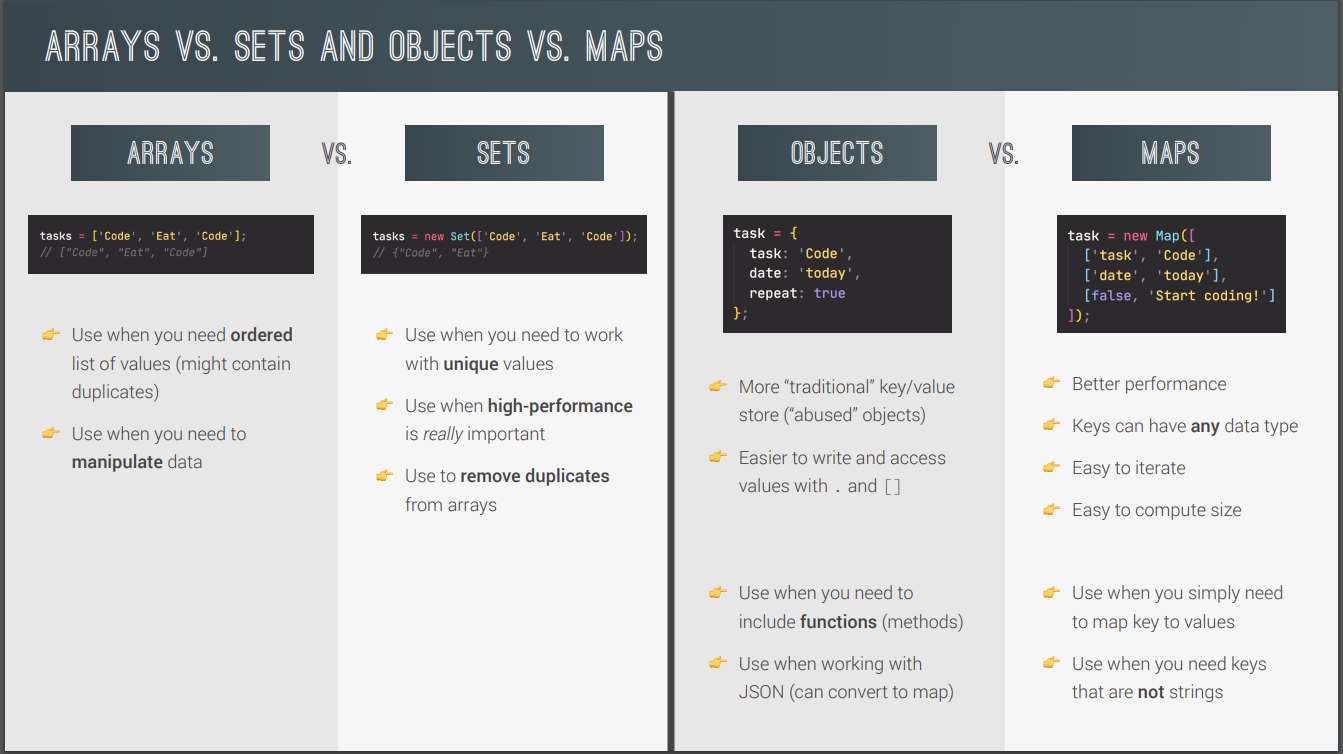 ARRAYS VS. SETS AND OBJECTS VS. MAPS
ARRAYS
VS.
SETS
tasks = ['Code', 'Eat', 'Code'];
// ["Code", "Eat", "Code"]
tasks = new Set(['Code', 'Eat', 'Code']);
// {"Code", "Eat"}
👉 Use when you need ordered
list of values (might contain
duplicates)
👉 Use when you need to
manipulate data
👉 Use when you need to work
with unique values
👉 Use when high-performance
is really important
👉 Use to remove duplicates
from arrays
OBJECTS
VS.
MAPS
task = {
task: 'Code',
date: 'today',
repeat: true
};
task = new Map([
['task', 'Code'],
['date', 'today'],
[false, 'Start coding!']
]);
👉 More “traditional” key/value
store (“abused” objects)
👉 Easier to write and access
values with . and []
👉 Use when you need to
include functions (methods)
👉 Use when working with
JSON (can convert to map)
👉 Better performance
👉 Keys can have any data type
👉 Easy to iterate
👉 Easy to compute size
👉 Use when you simply need
to map key to values
👉 Use when you need keys
that are not strings